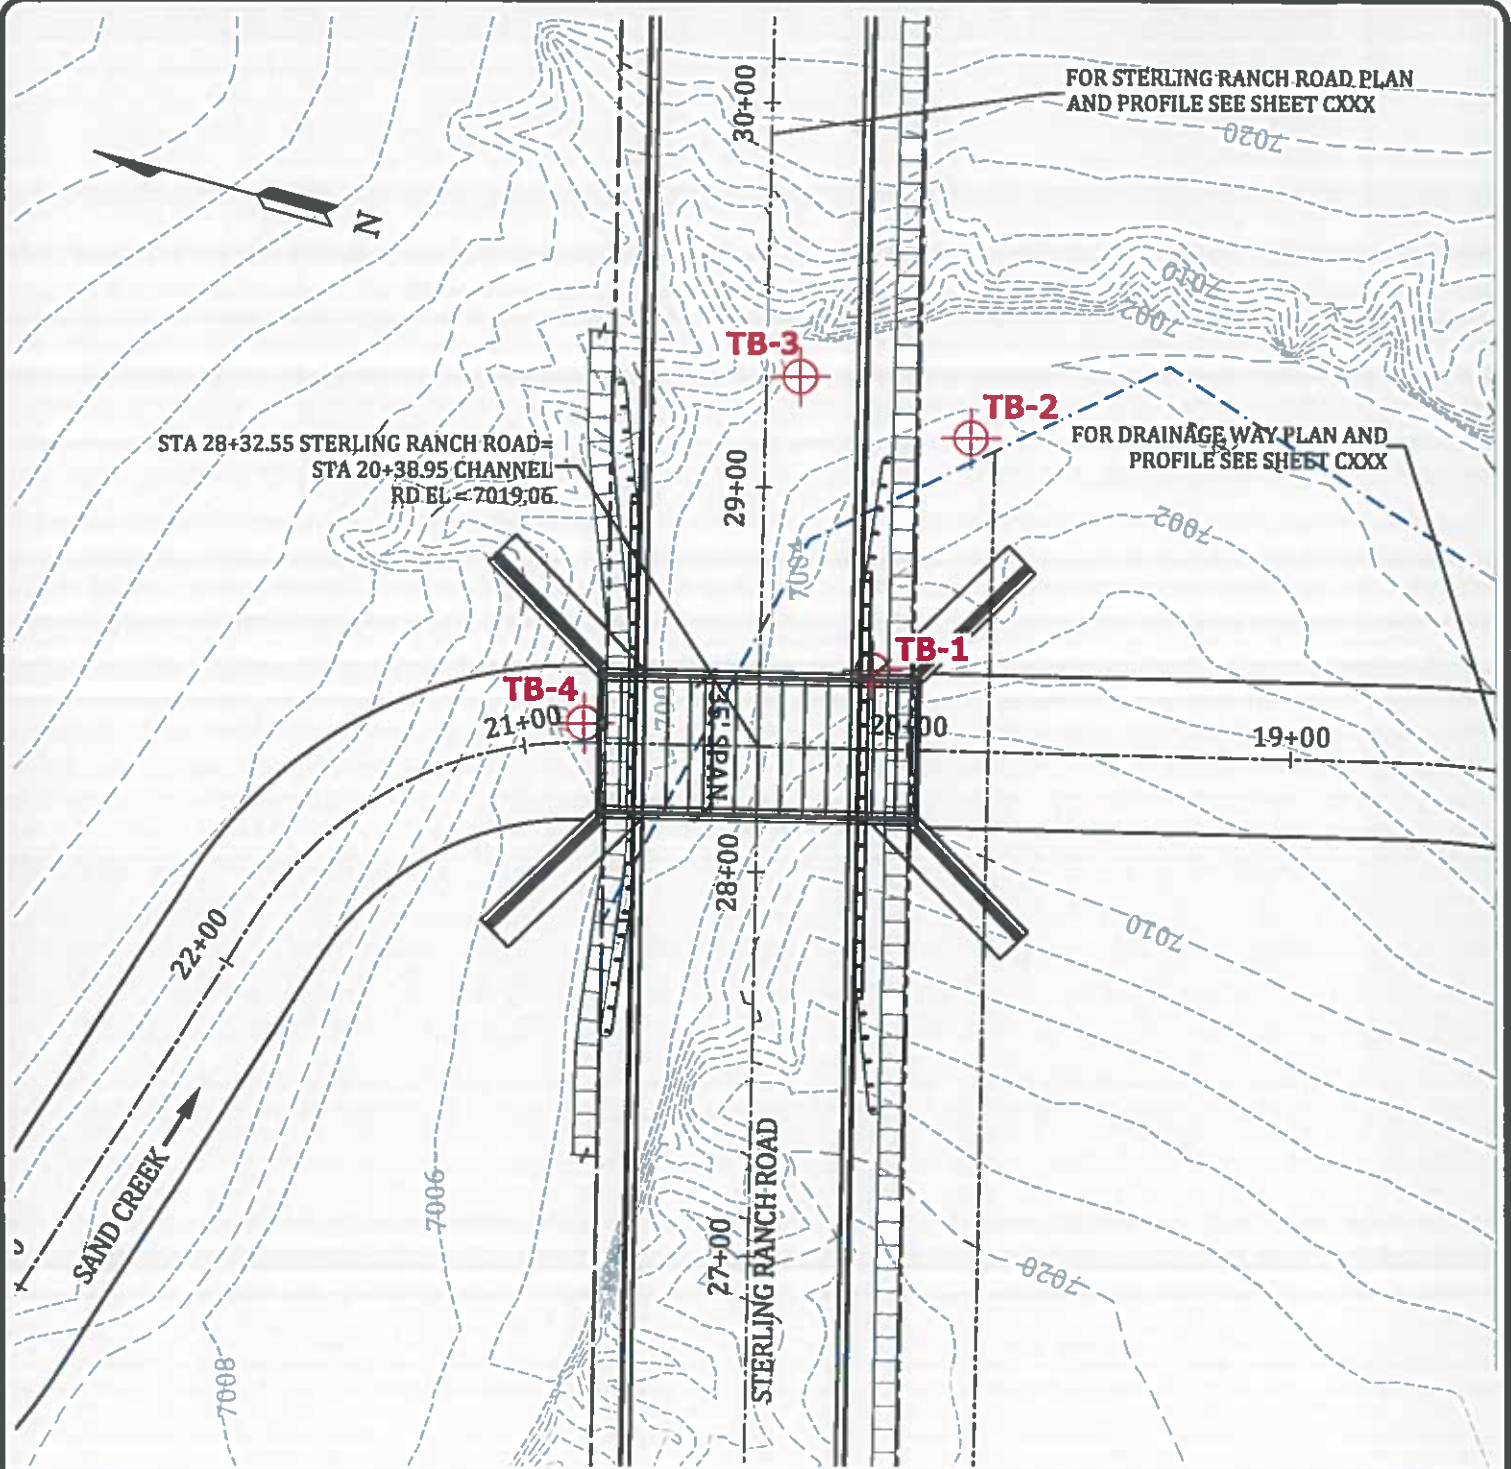 30+00
FOR STERLING RANCH ROAD PLAN
AND PROFILE SEE SHEET CXXX
7020
N
7010
7002
TB-3
TB-2
STA 28+32.55 STERLING RANCH ROAD=
STA 20+38.95 CHANNEL
RD EL = 7019.06
FOR DRAINAGE WAY PLAN AND
PROFILE SEE SHEET CXXX
29+00
7002
TB-1
TB-4
21+00
20+00
19+00
SPAN
28+00
22+00
7010
SAND CREEK
7006
27+00
STERLING RANCH ROAD
7020
7008